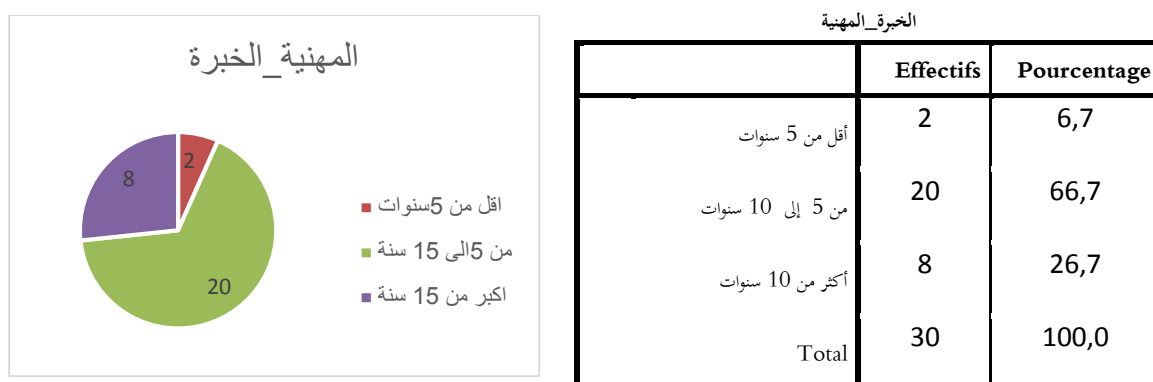 المهنية_الخبرة
2
8
20
اقل من 5سنوات
من 5الى 15 سنة
اكبر من 15 سنة
الخبرة_المهنية
Effectifs Pourcentage
أقل من 5 سنوات 2 6,7
من 5 إلى 10 سنوات 20 66,7
أكثر من 10 سنوات 8 26,7
Total 30 100,0